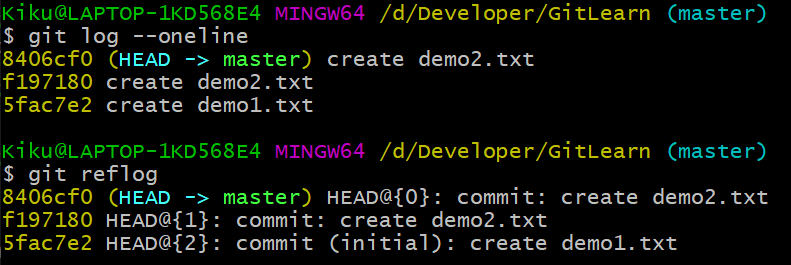 Kiku@LAPTOP-1KD568E4 MINGW64 /d/Developer/GitLearn (master)
$ git log --oneline
8406cf0 (HEAD -> master) create demo2.txt
f197180 create demo2.txt
5fac7e2 create demo1.txt
Kiku@LAPTOP-1KD568E4 MINGW64 /d/Developer/GitLearn (master)
$ git reflog
8406cf0 (HEAD -> master) HEAD@{0}: commit: create demo2.txt
f197180 HEAD@{1}: commit: create demo2.txt
5fac7e2 HEAD@{2}: commit (initial): create demo1.txt